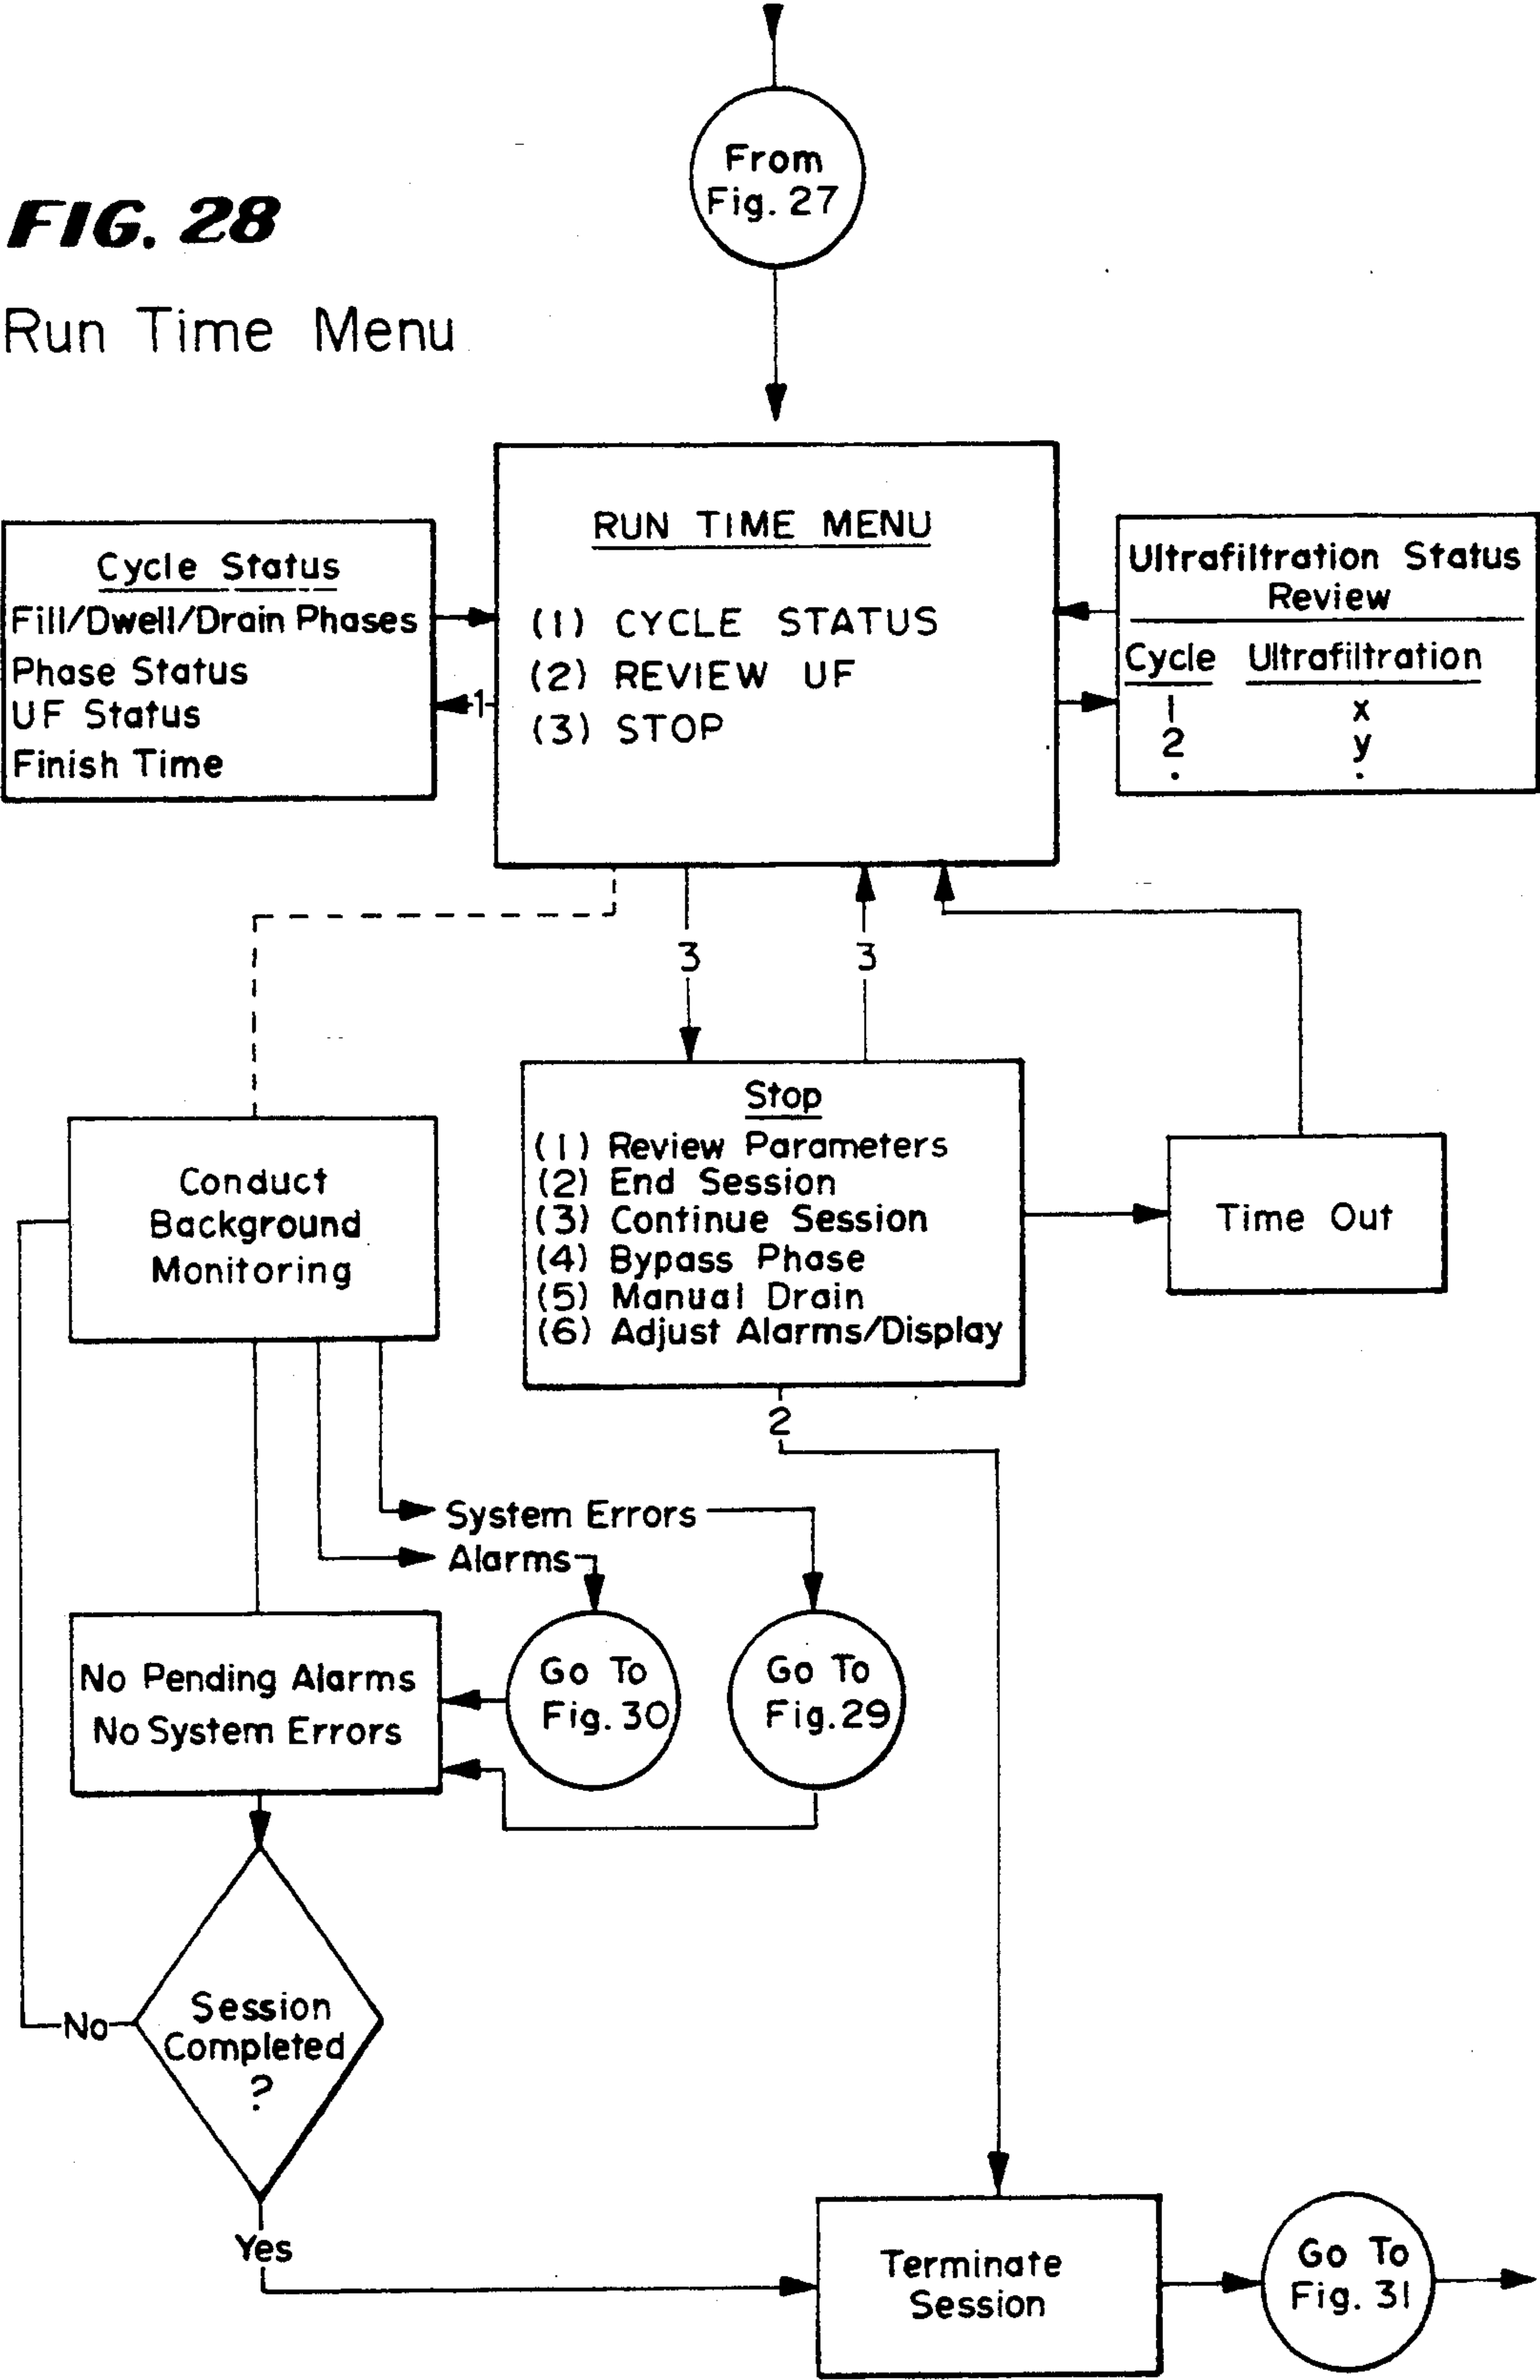 From
Fig. 27
FIG. 28
Run Time Menu
RUN TIME MENU
(1) CYCLE STATUS
(2) REVIEW UF
(3) STOP
Cycle Status
Fill/Dwell/Drain Phases
Phase Status
UF Status
Finish Time
1
Ultrafiltration Status
Review
Cycle Ultrafiltration
1 x
2 y
. .
3
3
Stop
(1) Review Parameters
(2) End Session
(3) Continue Session
(4) Bypass Phase
(5) Manual Drain
(6) Adjust Alarms/Display
Time Out
Conduct
Background
Monitoring
2
System Errors
Alarms
No Pending Alarms
No System Errors
Go To
Fig. 30
Go To
Fig. 29
Session
Completed
?
No
Yes
Terminate
Session
Go To
Fig. 31